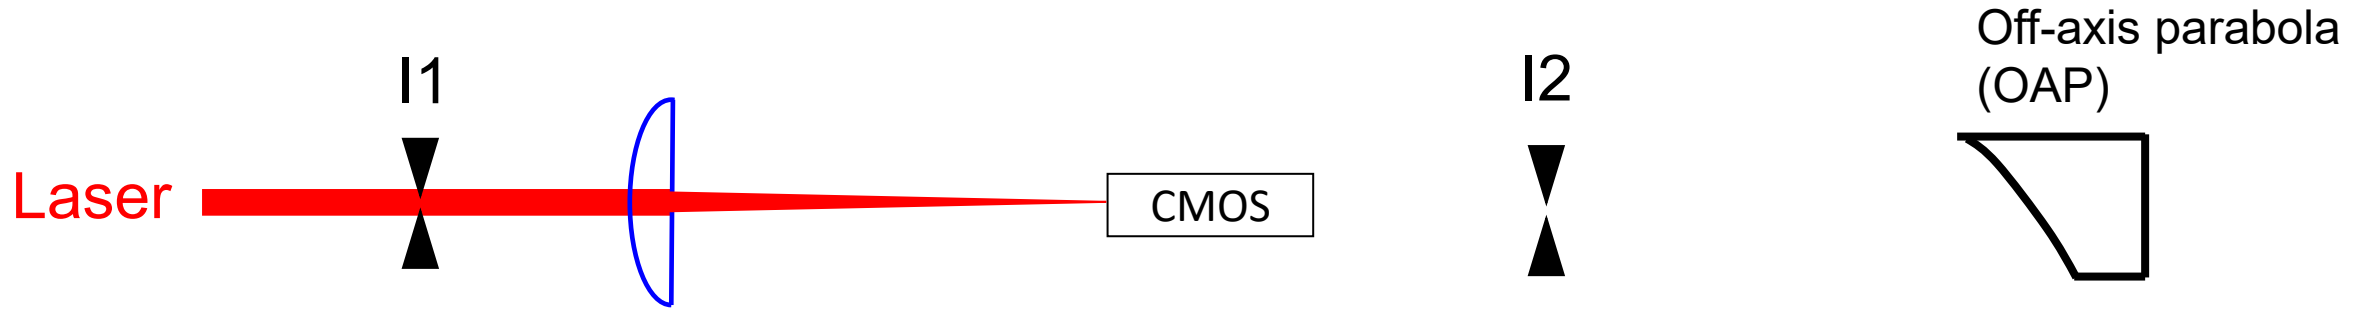 Off-axis parabola
(OAP)
I1
I2
Laser
CMOS